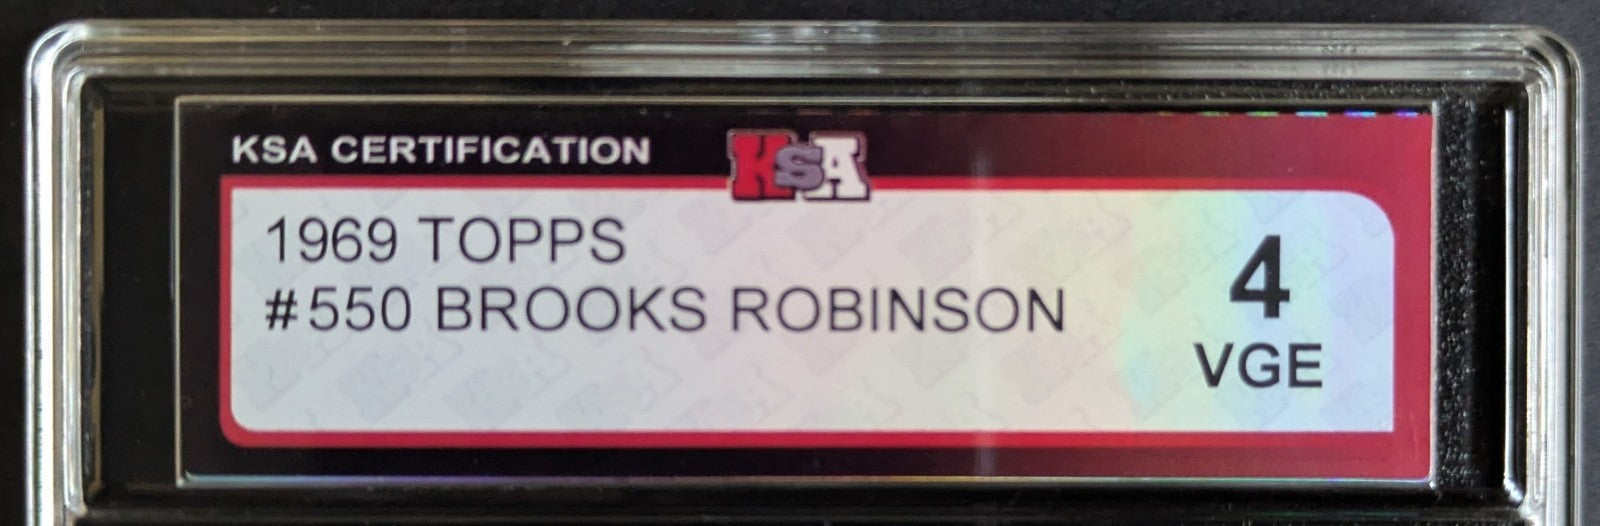 KSA CERTIFICATION
KSA
1969 TOPPS
#550 BROOKS ROBINSON
4
VGE